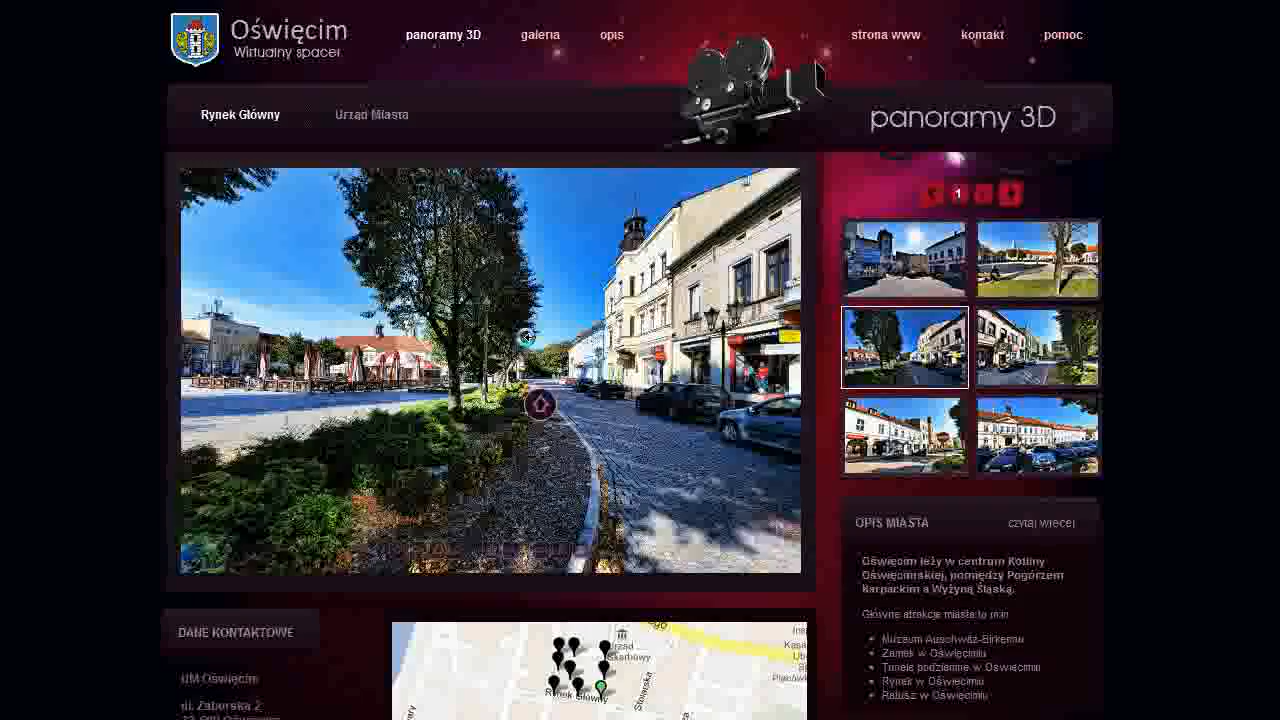 Oświęcim
Wirtualny spacer
panoramy 3D
galeria
opis
strona www
kontakt
pomoc
Rynek Główny
Urząd Miasta
panoramy 3D
1
OPIS MIASTA
czytaj więcej
Oświęcim leży w centrum Kotliny
Oświęcimskiej, pomiędzy Pogórzem
Karpackim a Wyżyną Śląską.
Główne atrakcje miasta to min
Muzeum Auschwitz-Birkenau
Zamek w Oświęcimiu
Tunele podziemne w Oświęcimiu
Rynek w Oświęcimiu
Ratusz w Oświęcimiu
DANE KONTAKTOWE
UM Oświęcim
ul. Zaborska 2
Urząd
Skarbowy
Rynek Główny
Stolarska